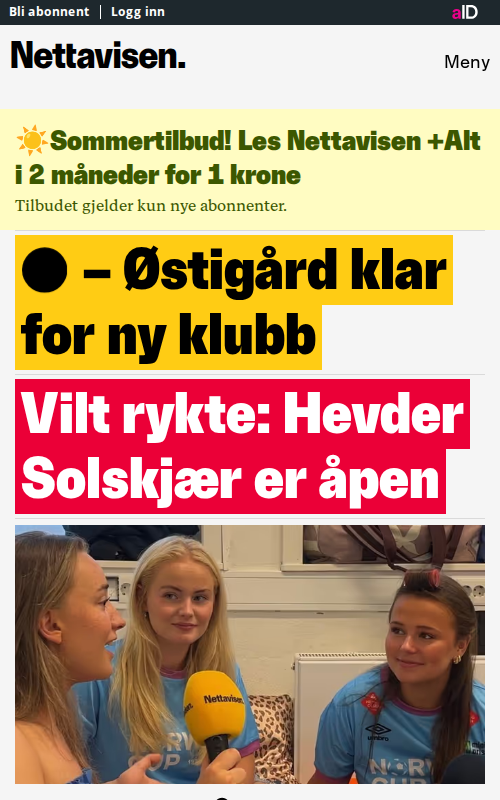 Bli abonnent | Logg inn
aID
Nettavisen.
Meny
☀️Sommertilbud! Les Nettavisen +Alt
i 2 måneder for 1 krone
Tilbudet gjelder kun nye abonnenter.
● – Østigård klar
for ny klubb
Vilt rykte: Hevder
Solskjær er åpen
Nettavisen.
UMBRO